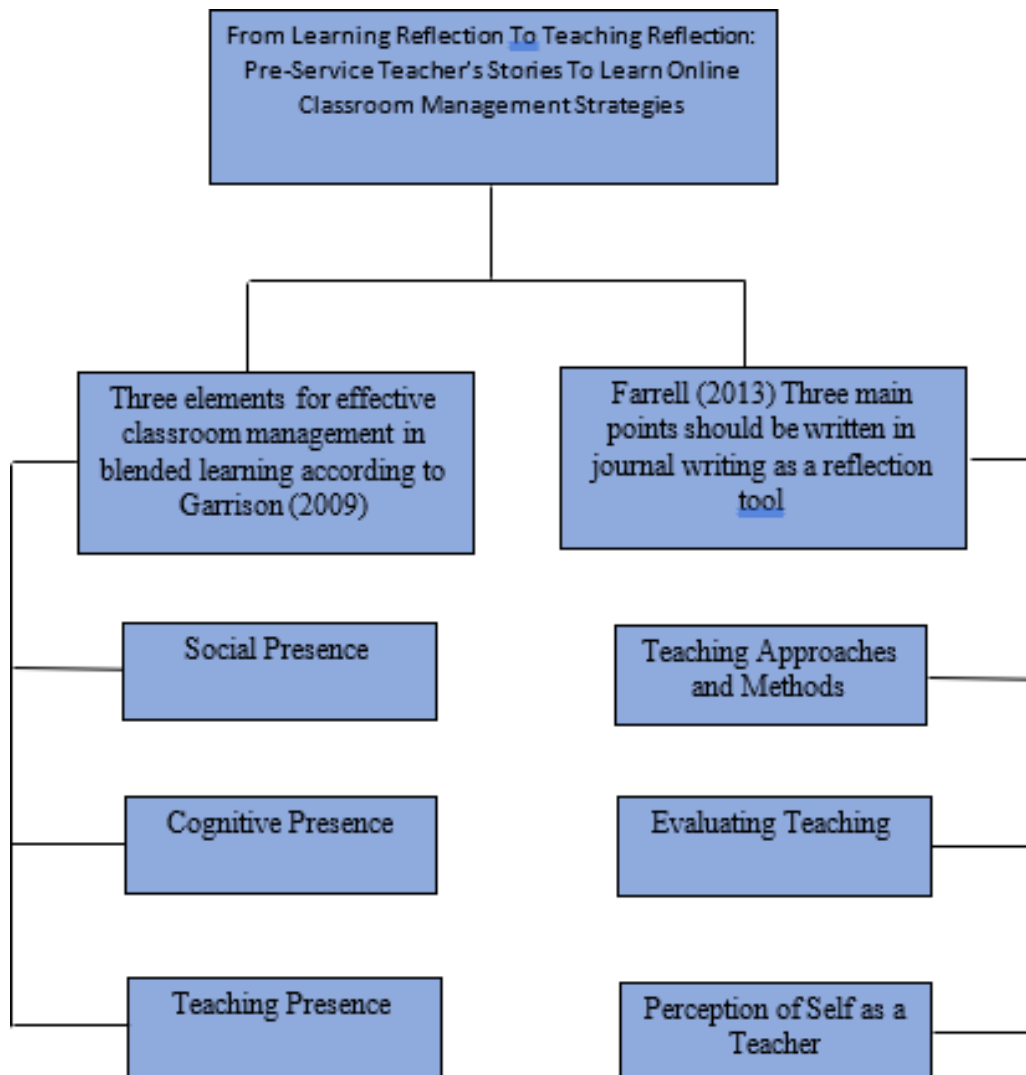 From Learning Reflection To Teaching Reflection:
Pre-Service Teacher's Stories To Learn Online
Classroom Management Strategies
Three elements for effective
classroom management in
blended learning according to
Garrison (2009)
Farrell (2013) Three main
points should be written in
journal writing as a reflection
tool
Social Presence
Teaching Approaches
and Methods
Cognitive Presence
Evaluating Teaching
Teaching Presence
Perception of Self as a
Teacher